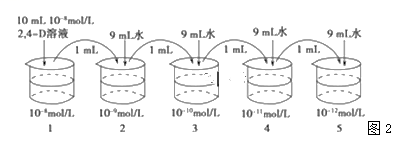 10 mL 10⁻⁸mol/L
2,4-D溶液 9 mL水 9 mL水 9 mL水 9 mL水
1 mL 1 mL 1 mL 1 mL
10⁻⁸mol/L 10⁻⁹mol/L 10⁻¹⁰mol/L 10⁻¹¹mol/L 10⁻¹²mol/L
1 2 3 4 5 图2